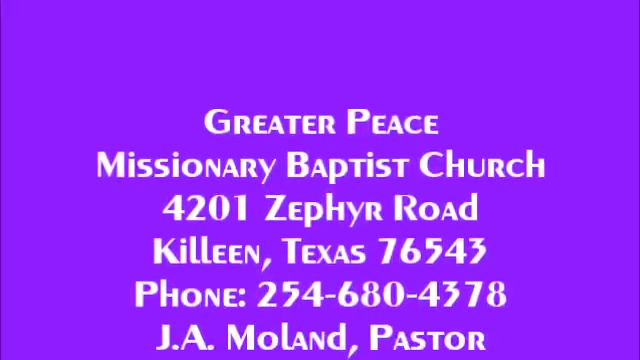 Greater Peace
Missionary Baptist Church
4201 Zephyr Road
Killeen, Texas 76543
Phone: 254-680-4378
J.A. Moland, Pastor